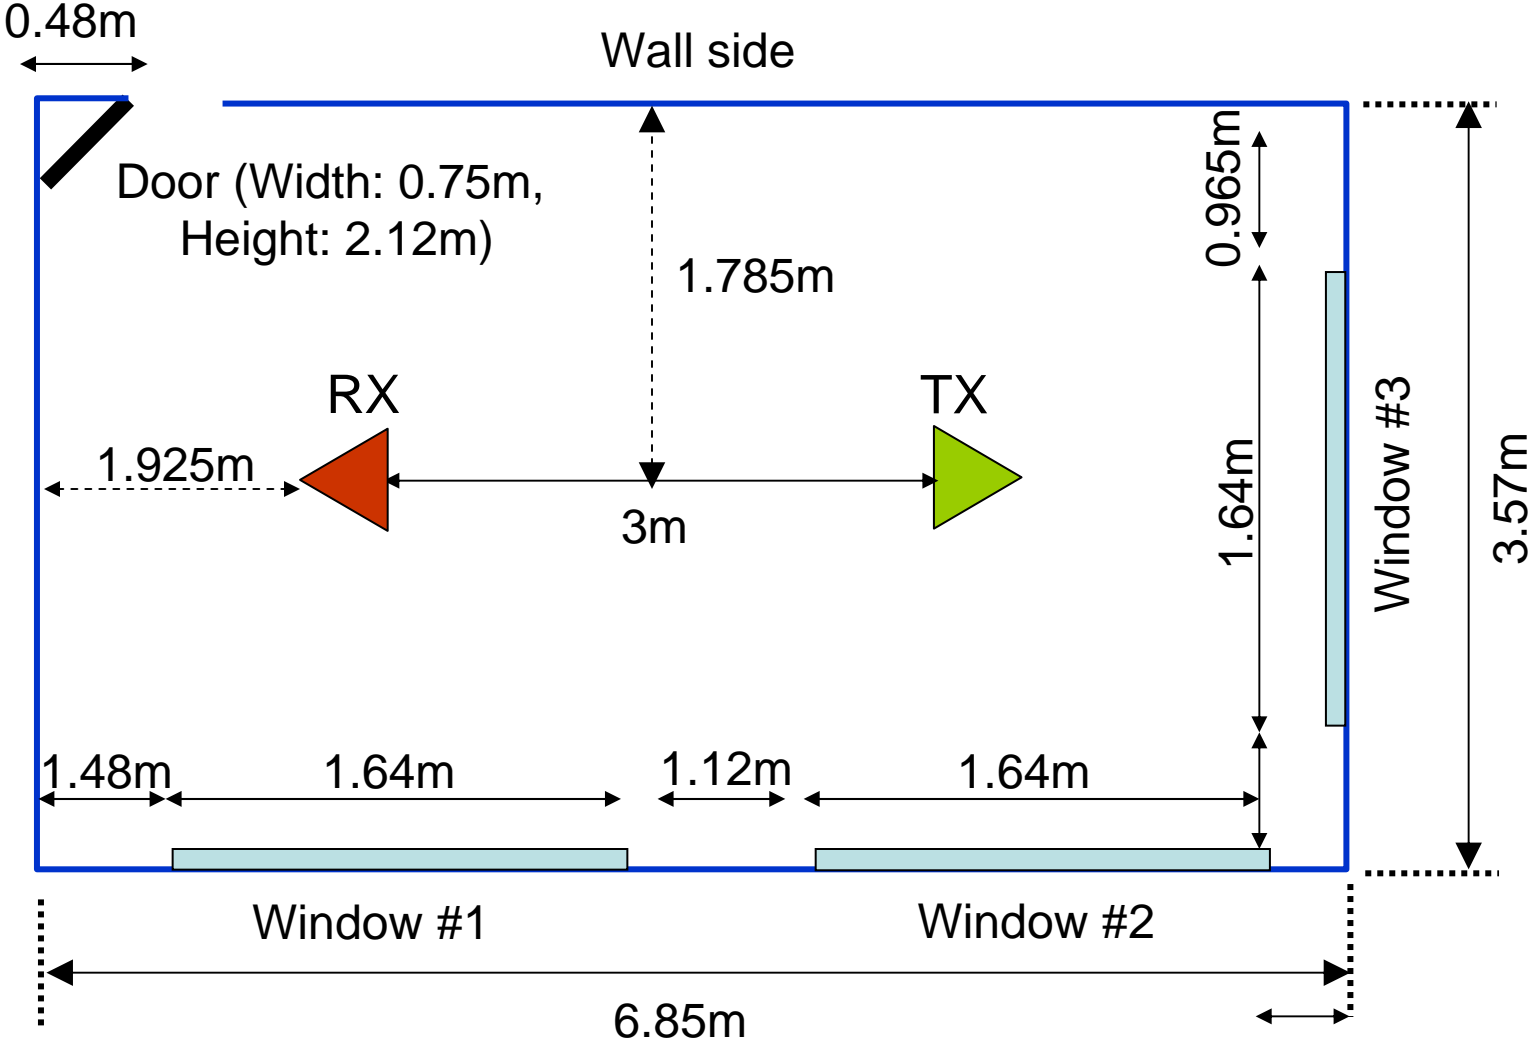 0.48m
Wall side
Door (Width: 0.75m,
Height: 2.12m)
0.965m
1.785m
RX
TX
1.925m
3m
1.64m
Window #3
3.57m
1.48m
1.64m
1.12m
1.64m
Window #1
Window #2
6.85m